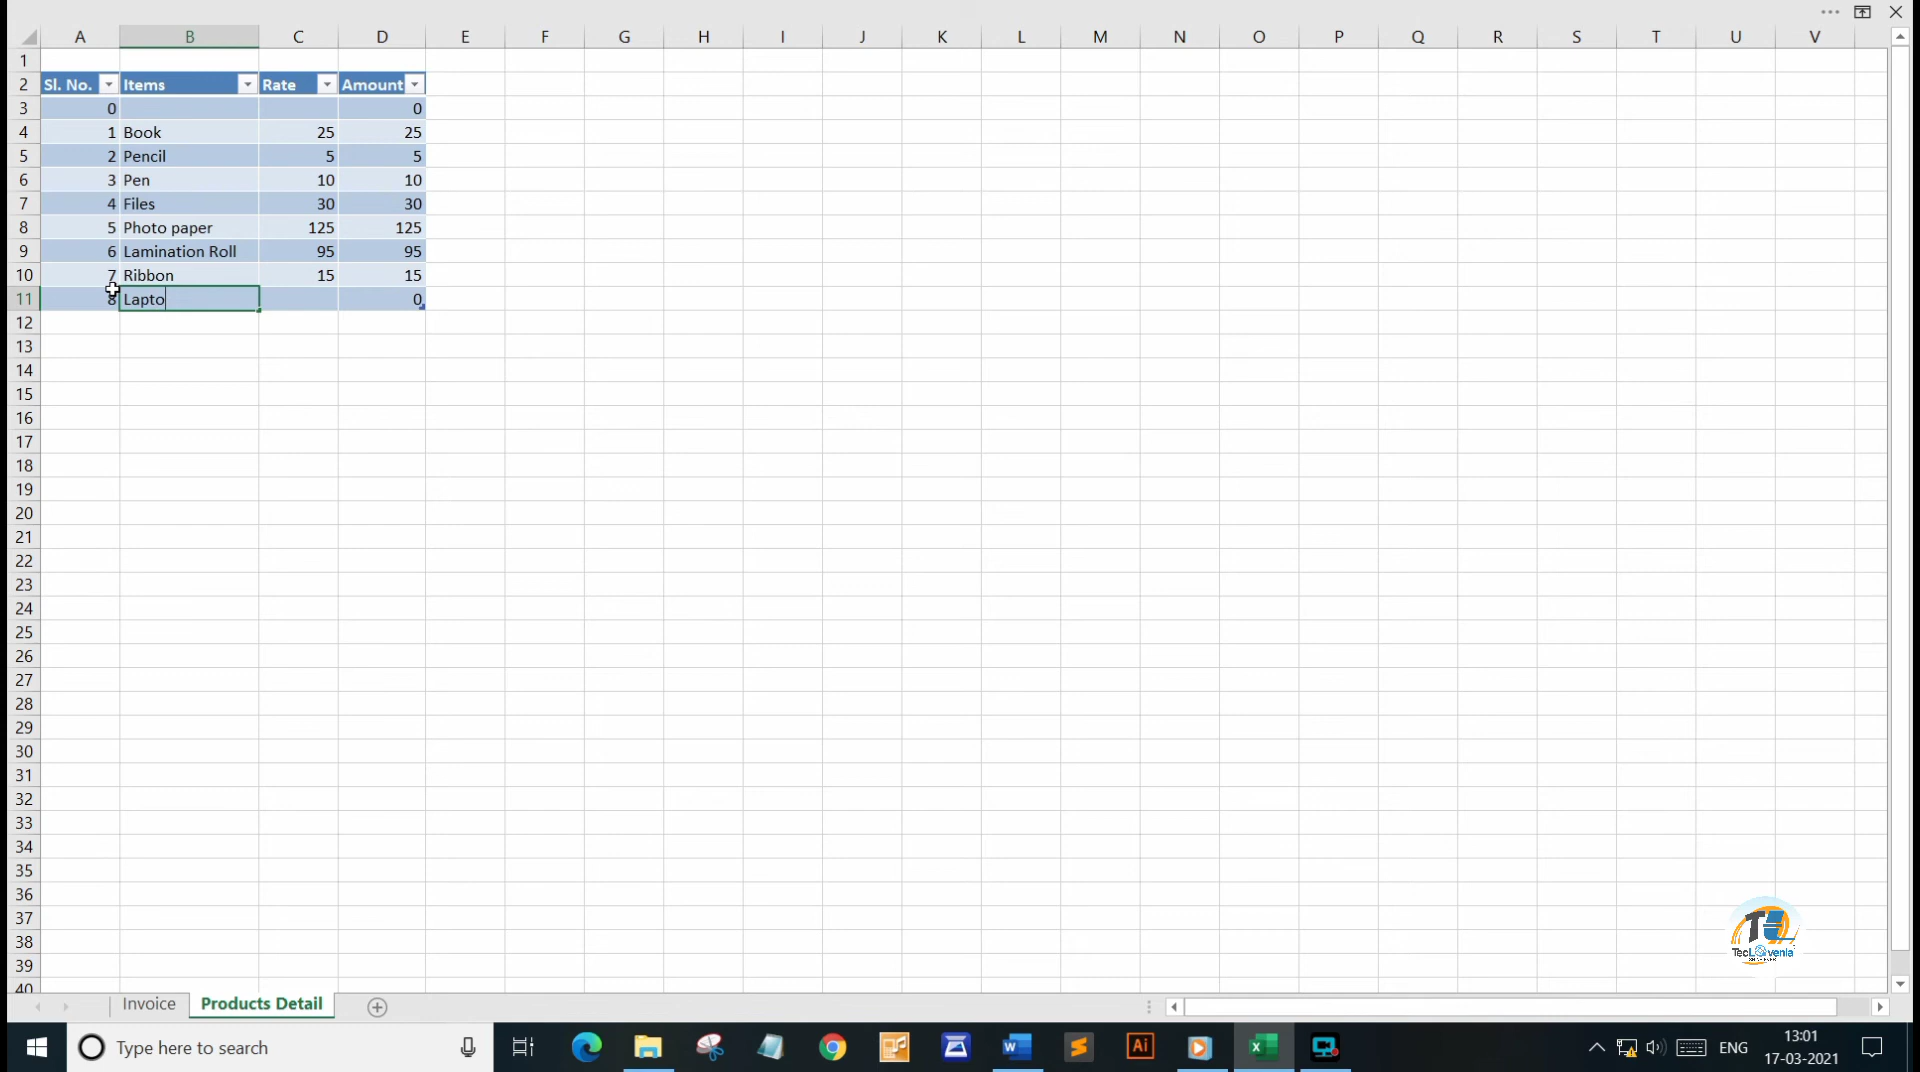 A B C D E F G H I J K L M N O P Q R S T U V
1
2 Sl. No. Items Rate Amount
3 0 0
4 1 Book 25 25
5 2 Pencil 5 5
6 3 Pen 10 10
7 4 Files 30 30
8 5 Photo paper 125 125
9 6 Lamination Roll 95 95
10 7 Ribbon 15 15
11 8 Lapto 0
12
13
14
15
16
17
18
19
20
21
22
23
24
25
26
27
28
29
30
31
32
33
34
35
36
37
38
39
40
TecLovenia
Invoice Products Detail
Type here to search
W
Ai
X
ENG
13:01
17-03-2021